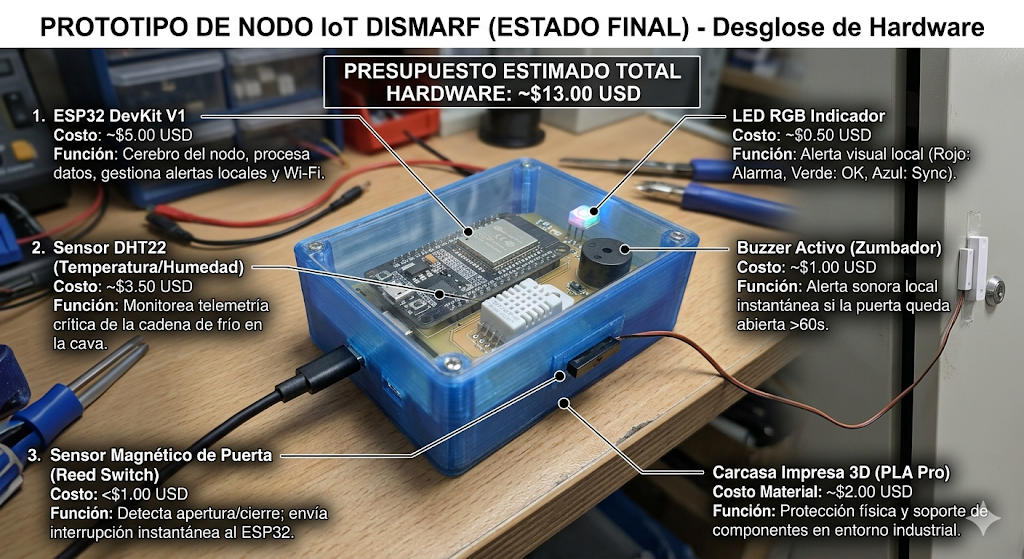 PROTOTIPO DE NODO IoT DISMARF (ESTADO FINAL) - Desglose de Hardware
PRESUPUESTO ESTIMADO TOTAL
HARDWARE: ~$13.00 USD
1. ESP32 DevKit V1
Costo: ~$5.00 USD
Función: Cerebro del nodo, procesa
datos, gestiona alertas locales y Wi-Fi.
2. Sensor DHT22
(Temperatura/Humedad)
Costo: ~$3.50 USD
Función: Monitorea telemetría
crítica de la cadena de frío en
la cava.
3. Sensor Magnético de Puerta
(Reed Switch)
Costo: <$1.00 USD
Función: Detecta apertura/cierre; envía
interrupción instantánea al ESP32.
LED RGB Indicador
Costo: ~$0.50 USD
Función: Alerta visual local (Rojo:
Alarma, Verde: OK, Azul: Sync).
Buzzer Activo (Zumbador)
Costo: ~$1.00 USD
Función: Alerta sonora local
instantánea si la puerta queda
abierta >60s.
Carcasa Impresa 3D (PLA Pro)
Costo Material: ~$2.00 USD
Función: Protección física y soporte de
componentes en entorno industrial.